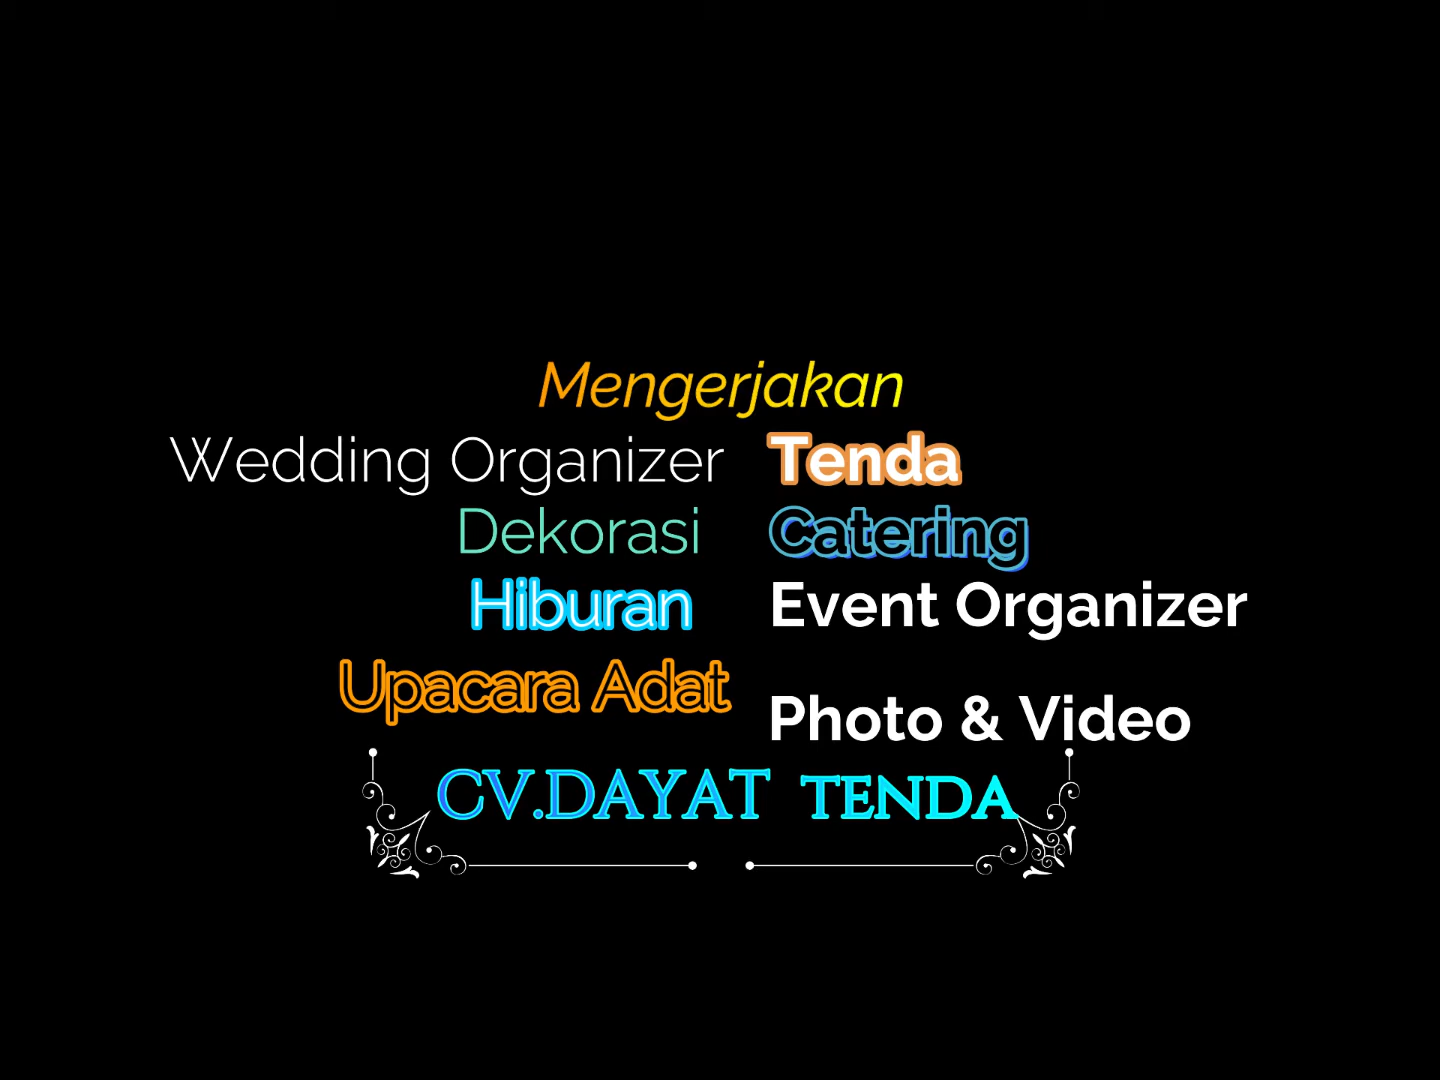 Mengerjakan
Wedding Organizer Tenda
Dekorasi Catering
Hiburan Event Organizer
Upacara Adat
Photo & Video
CV.DAYAT TENDA